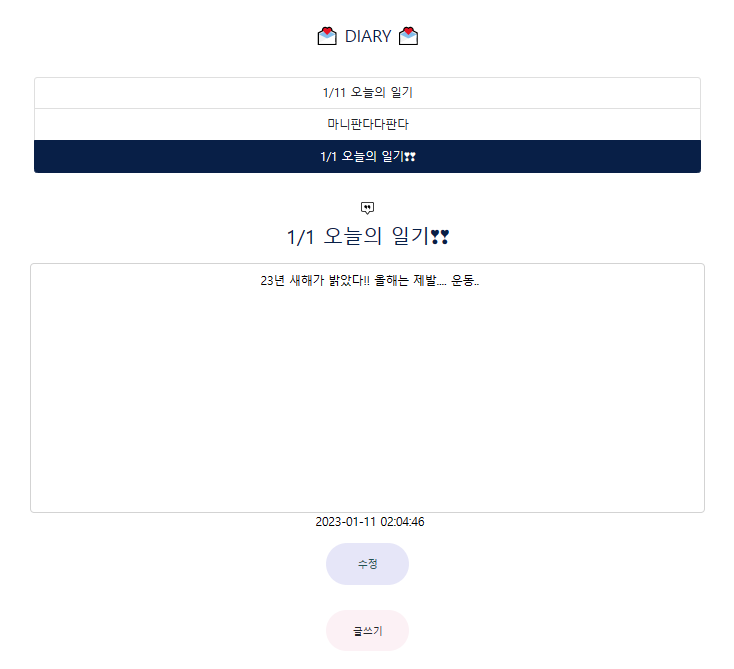 💌 DIARY 💌
1/11 오늘의 일기
마니판다다판다
1/1 오늘의 일기❣❣
1/1 오늘의 일기❣❣
23년 새해가 밝았다!! 올해는 제발.... 운동..
2023-01-11 02:04:46
수정
글쓰기